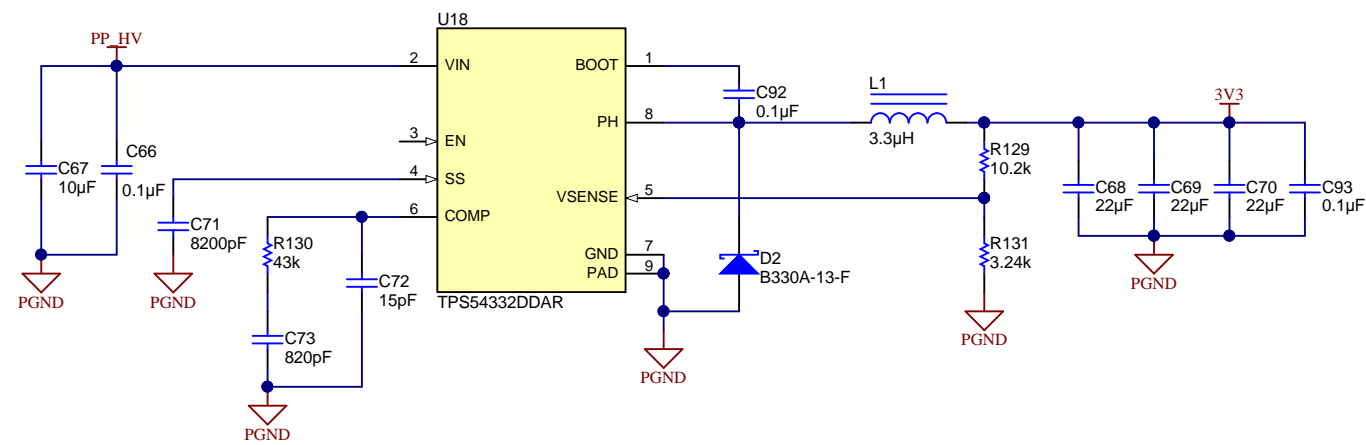 U18
PP_HV
2
VIN
BOOT
1
L1
3V3
C92
0.1µF
PH
8
3.3µH
3
EN
R129
10.2k
C67
10µF
C66
0.1µF
4
SS
VSENSE
5
C68
22µF
C69
22µF
C70
22µF
C93
0.1µF
6
COMP
C71
8200pF
R130
43k
GND
7
PAD
9
D2
B330A-13-F
R131
3.24k
C72
15pF
TPS54332DDAR
PGND
PGND
PGND
C73
820pF
PGND
PGND
PGND